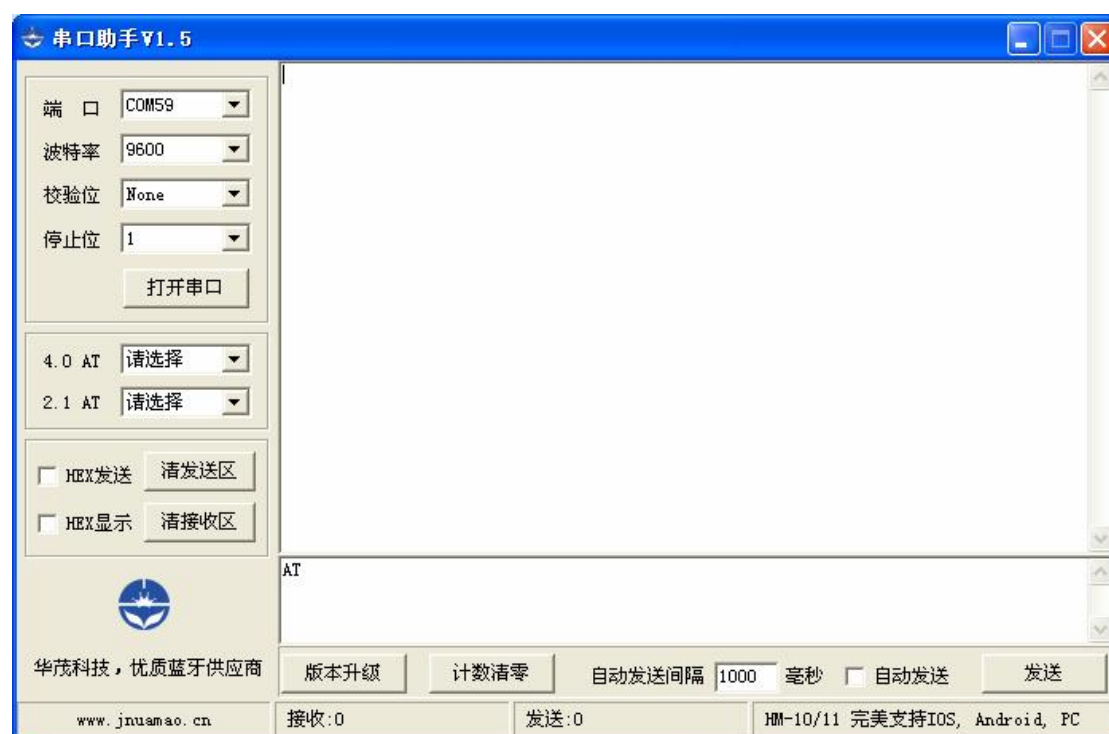 串口助手V1.5
端 口 COM59
波特率 9600
校验位 None
停止位 1
打开串口
4.0 AT 请选择
2.1 AT 请选择
HEX发送 清发送区
HEX显示 清接收区
AT
华茂科技，优质蓝牙供应商
版本升级 计数清零 自动发送间隔 1000 毫秒 自动发送 发送
www.jnuamao.cn 接收:0 发送:0 HM-10/11 完美支持IOS, Android, PC